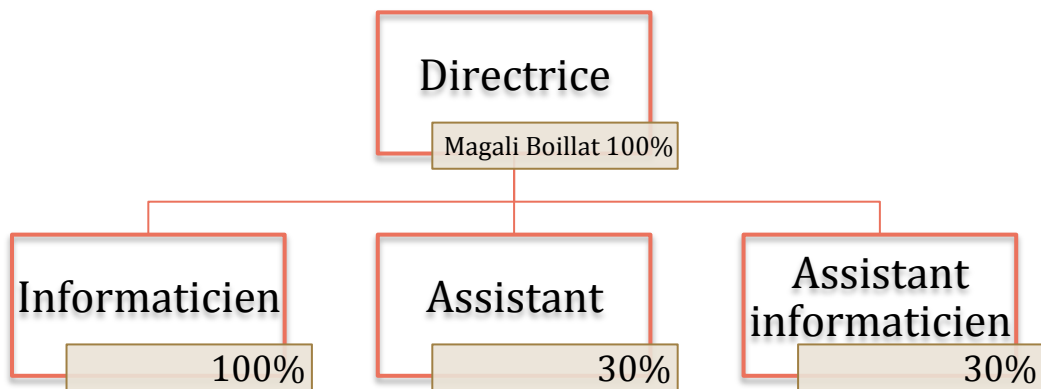 Directrice
Magali Boillat 100%
Informaticien
100%
Assistant
30%
Assistant
informaticien
30%